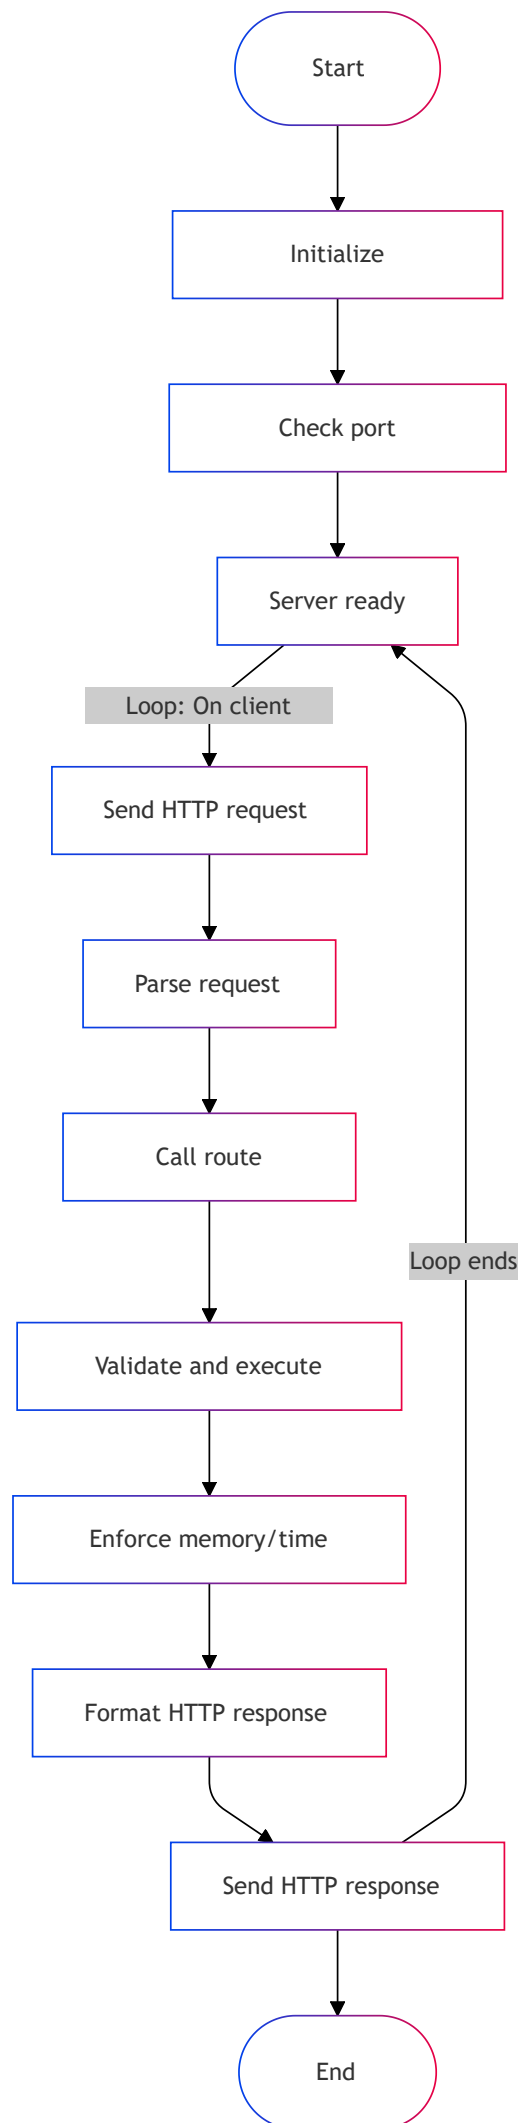 Start
Initialize
Check port
Server ready
Loop: On client
Send HTTP request
Parse request
Call route
Loop ends
Validate and execute
Enforce memory/time
Format HTTP response
Send HTTP response
End